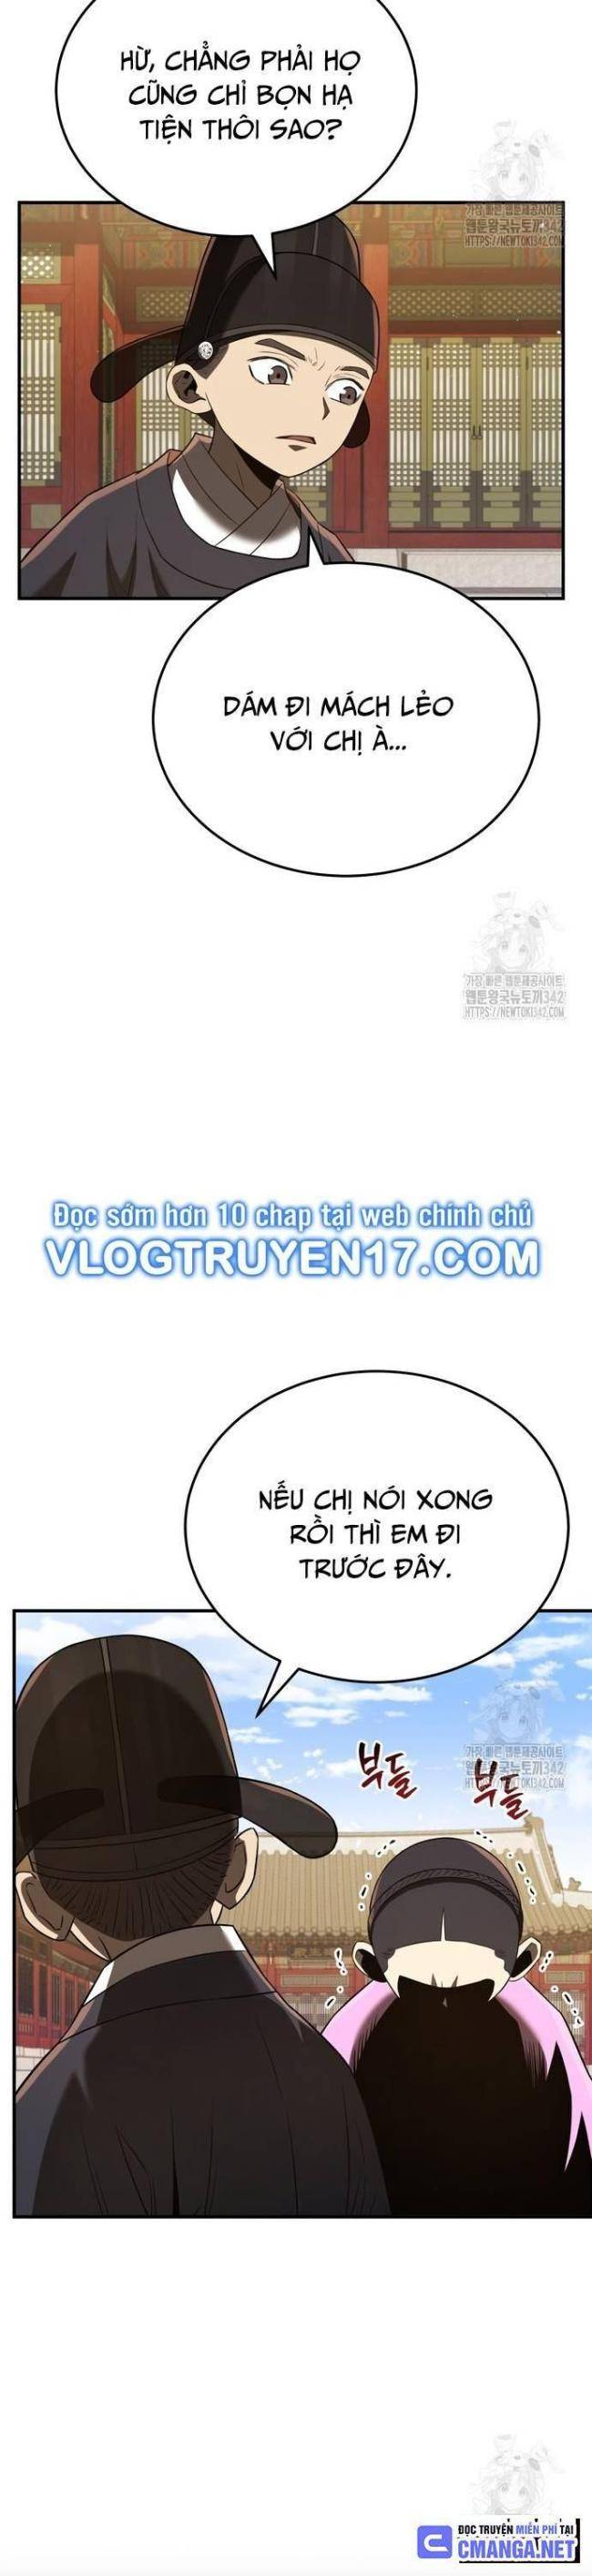 HỪ, CHẲNG PHẢI HỌ
CŨNG CHỈ BỌN HẠ
TIỆN THÔI SAO?
가장 빠른 웹툰제공사이트
웹툰왕국뉴토끼342
HTTPS://NEWTOKI342.COM
DÁM ĐI MÁCH LẺO
VỚI CHỊ À...
가장 빠른 웹툰제공사이트
웹툰왕국뉴토끼342
HTTPS://NEWTOKI342.COM
Đọc sớm hơn 10 chap tại web chính chủ
VLOGTRUYEN17.COM
NẾU CHỊ NÓI XONG
RỒI THÌ EM ĐI
TRƯỚC ĐÂY.
가장 빠른 웹툰제공사이트
웹툰왕국뉴토끼342
HTTPS://NEWTOKI342.COM
부들
부들
ĐỌC TRUYỆN MIỄN PHÍ TẠI
CMANGA.NET